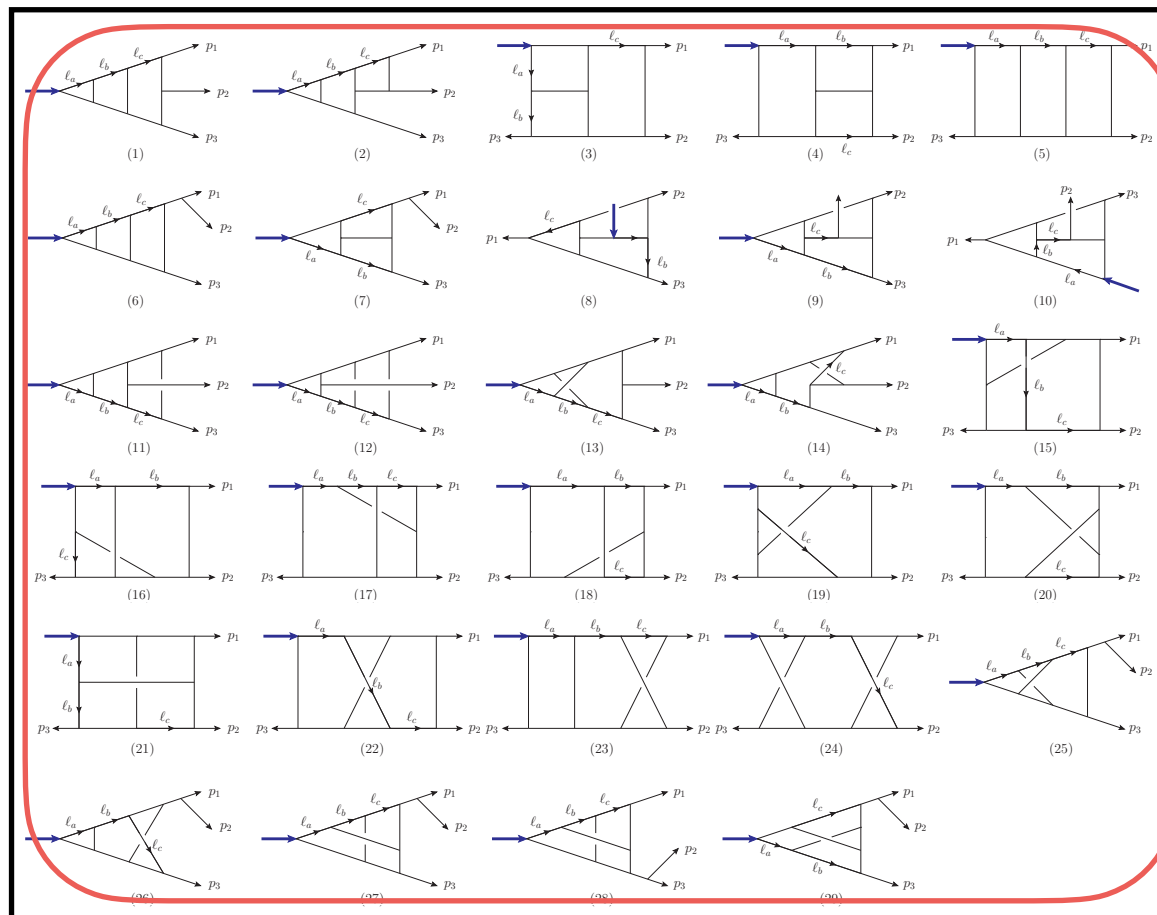 ℓc p1 ℓc p1 ℓc p1 ℓa ℓb p1 ℓa ℓb ℓc p1
ℓb ℓb
ℓa ℓa ℓa
p2 p2 ℓb
p3 p3 p3 p2 p3 ℓc p2 p3 p2
(1) (2) (3) (4) (5)
p1 p1 p2 p2 p2 p3
ℓc ℓc ℓc
ℓb
ℓa p2 p2 p1 ℓc p1 ℓc
ℓa ℓb ℓb
ℓb ℓb ℓa
p3 p3 p3 p3
(6) (7) (8) (9) (10)
ℓa
p1 p1 p1 p1 p1
ℓc
p2 p2 p2 p2 ℓb
ℓa ℓa ℓa ℓa
ℓb ℓb ℓb ℓb
ℓc ℓc ℓc ℓc
p3 p3 p3 p3 p3 p2
(11) (12) (13) (14) (15)
ℓa ℓb p1 ℓa ℓb ℓc p1 ℓa ℓb p1 ℓa ℓb p1 ℓa ℓb p1
ℓc ℓc
p3 p2 p3 p2 p3 ℓc p2 p3 p2 p3 ℓc p2
(16) (17) (18) (19) (20)
p1 ℓa p1 ℓa ℓb ℓc p1 ℓa ℓb p1 p1
ℓa ℓc
ℓb ℓb
ℓa p2
ℓb ℓc
p3 ℓc p2 p3 ℓc p2 p3 p2 p3 p2 p3
(21) (22) (23) (24) (25)
p1 p1 p1 p1
ℓb ℓc ℓc ℓc
ℓa ℓb ℓb
p2 ℓa p2 ℓa p2 p2
ℓc ℓa
ℓb
p3 p3 p3 p3
(26) (27) (28) (29)